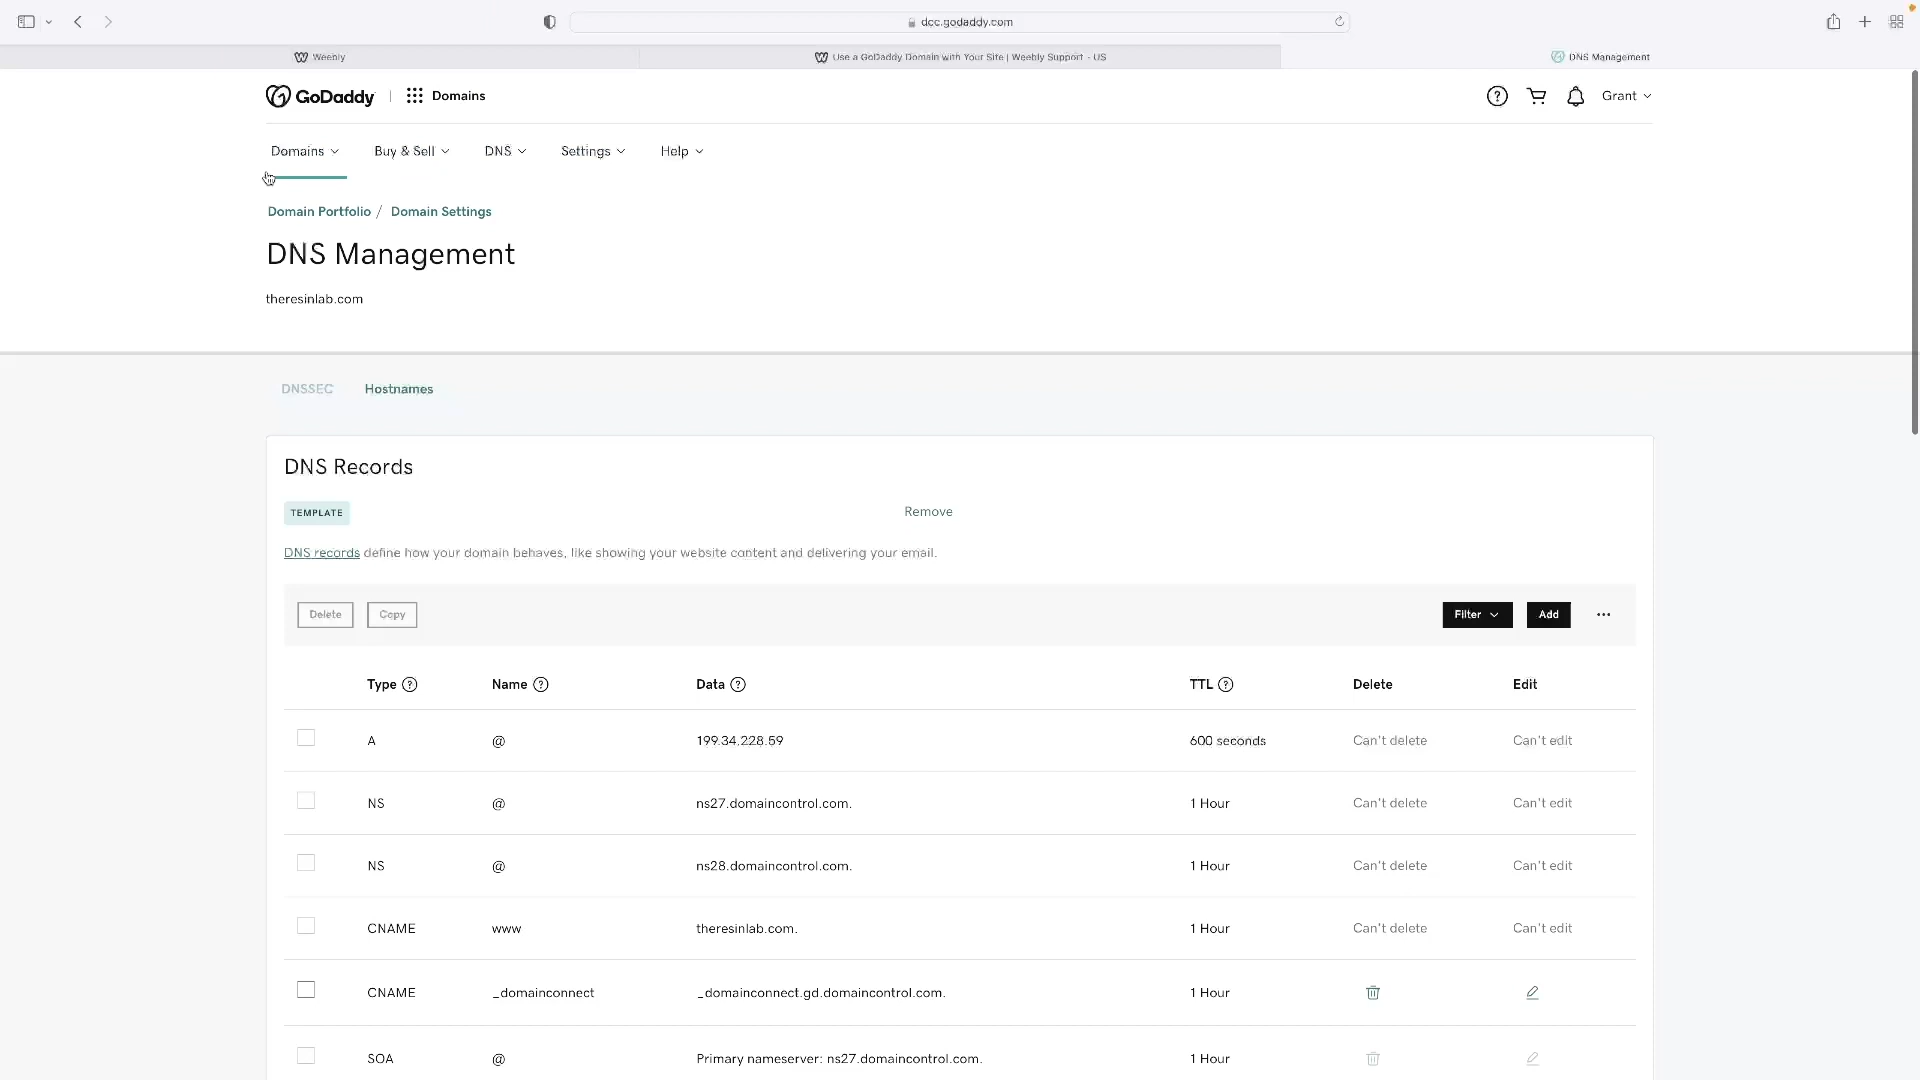 dcc.godaddy.com
Weebly
Use a GoDaddy Domain with Your Site | Weebly Support - US
DNS Management
GoDaddy
Domains
Grant
Domains
Buy & Sell
DNS
Settings
Help
Domain Portfolio / Domain Settings
DNS Management
theresinlab.com
DNSSEC
Hostnames
DNS Records
TEMPLATE
Remove
DNS records define how your domain behaves, like showing your website content and delivering your email.
Delete
Copy
Filter
Add
Type Name Data TTL Delete Edit
A @ 199.34.228.59 600 seconds Can't delete Can't edit
NS @ ns27.domaincontrol.com. 1 Hour Can't delete Can't edit
NS @ ns28.domaincontrol.com. 1 Hour Can't delete Can't edit
CNAME www theresinlab.com. 1 Hour Can't delete Can't edit
CNAME _domainconnect _domainconnect.gd.domaincontrol.com. 1 Hour
SOA @ Primary nameserver: ns27.domaincontrol.com. 1 Hour